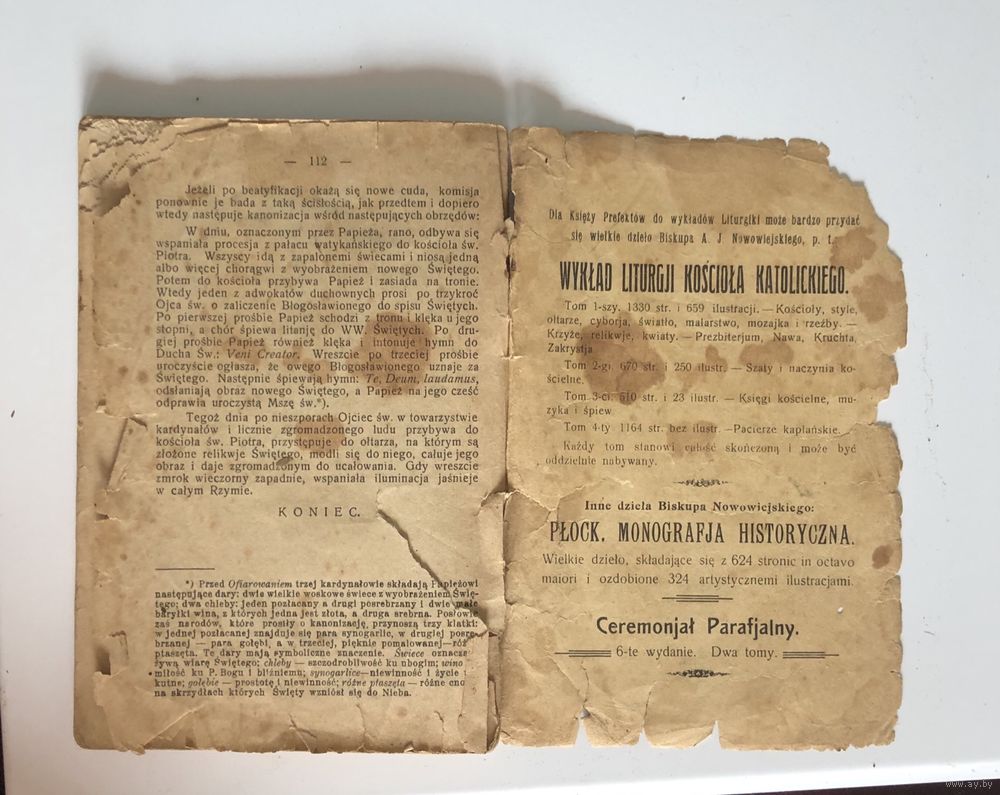 — 112 —
Jeżeli po beatyfikacji okażą się nowe cuda, komisja
ponownie je bada z taką ścisłością, jak przedtem i dopiero
wtedy następuje kanonizacja wśród następujących obrzędów:
W dniu, oznaczonym przez Papieża, rano, odbywa się
wspaniała procesja z pałacu watykańskiego do kościoła św.
Piotra. Wszyscy idą z zapalonemi świecami i niosą jedną
albo więcej chorągwi z wyobrażeniem nowego Świętego.
Potem do kościoła przybywa Papież i zasiada na tronie.
Wtedy jeden z adwokatów duchownych prosi po trzykroć
Ojca św. o zaliczenie Błogosławionego do spisu Świętych.
Po pierwszej prośbie Papież schodzi z tronu i klęka u jego
stopni, a chór śpiewa litanję do WW. Świętych. Po dru-
giej prośbie Papież również klęka i intonuje hymn do
Ducha Św.: Veni Creator. Wreszcie po trzeciej prośbie
uroczyście ogłasza, że owego Błogosławionego uznaje za
Świętego. Następnie śpiewają hymn: Te, Deum, laudamus,
odsłaniają obraz nowego Świętego, a Papież na jego cześć
odprawia uroczystą Mszę św.*).
Tegoż dnia po nieszporach Ojciec św. w towarzystwie
kardynałów i licznie zgromadzonego ludu przybywa do
kościoła św. Piotra, przystępuje do ołtarza, na którym są
złożone relikwje Świętego, modli się do niego, całuje jego
obraz i daje zgromadzonym do ucałowania. Gdy wreszcie
zmrok wieczorny zapadnie, wspaniała iluminacja jaśnieje
w całym Rzymie.
KONIEC.
*) Przed Ofiarowaniem trzej kardynałowie składają Papieżowi
następujące dary: dwie wielkie woskowe świece z wyobrażeniem Świę-
tego; dwa chleby: jeden pozłacany a drugi posrebrzany i dwie małe
baryłki wina, z których jedna jest złota, a druga srebrna. Posłowie
zaś narodów, które prosiły o kanonizację, przynoszą trzy klatki:
w jednej pozłacanej znajduje się para synogarlic, w drugiej posre-
brzanej — para gołębi, a w trzeciej, pięknie pomalowanej—róż
ptaszęta. Te dary mają symboliczne znaczenie. Świece oznacza
żywą wiarę Świętego; chleby — szczodrobliwość ku ubogim; wino
miłość ku P. Bogu i bliźniemu; synogarlice—niewinność i życie
kutne; gołębie — prostotę i niewinność; różne ptaszęta — różne cno
na skrzydłach których Święty wzniósł się do Nieba.
Dla Księży Prefektów do wykładów Liturgiki może bardzo przydać
się wielkie dzieło Biskupa A. J. Nowowiejskiego, p. t.:
WYKŁAD LITURGJI KOŚCIOŁA KATOLICKIEGO.
Tom 1-szy. 1330 str. i 659 ilustracji. — Kościoły, style,
ołtarze, cyborja, światło, malarstwo, mozajka i rzeźby. —
Krzyże, relikwje, kwiaty. — Prezbiterjum, Nawa, Kruchta,
Zakrystja
Tom 2-gi. 670 str. i 250 ilustr. — Szaty i naczynia ko-
ścielne.
Tom 3-ci. 510 str. i 23 ilustr. — Księgi kościelne, mu-
zyka i śpiew
Tom 4-ty 1164 str. bez ilustr. —Pacierze kapłańskie.
Każdy tom stanowi całość skończoną i może być
oddzielnie nabywany.
Inne dzieła Biskupa Nowowiejskiego:
PŁOCK. MONOGRAFJA HISTORYCZNA.
Wielkie dzieło, składające się z 624 stronic in octavo
maiori i ozdobione 324 artystycznemi ilustracjami.
Ceremonjał Parafjalny.
6-te wydanie. Dwa tomy.
www.ay.by